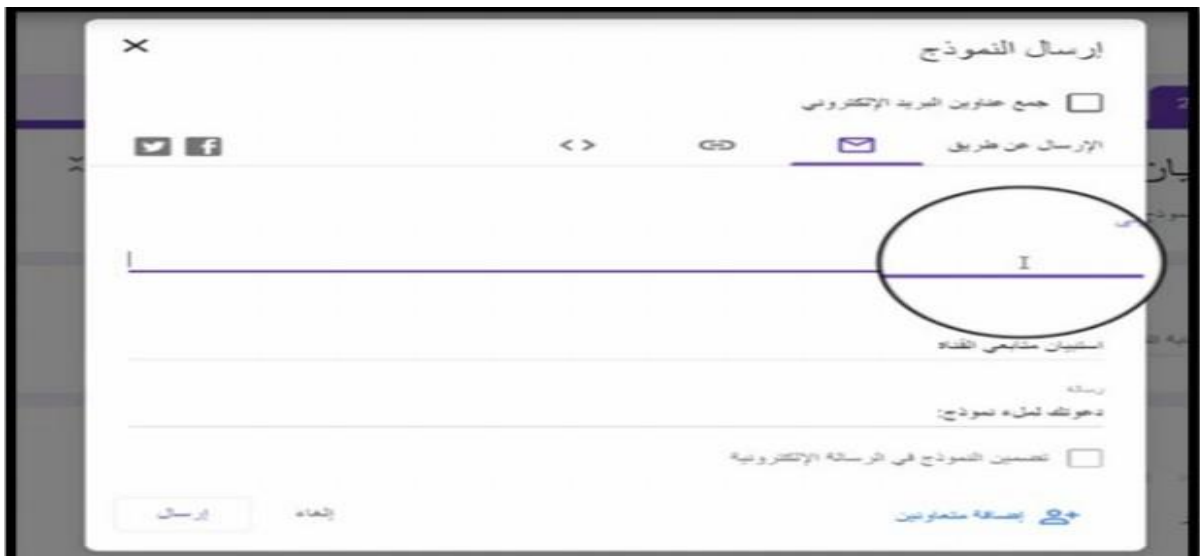 إرسال النموذج
جمع عناوين البريد الإلكتروني
الإرسال عن طريق
استبيان متابعي القناة
رسالة
دعوتك لملء نموذج:
تضمين النموذج في الرسالة الإلكترونية
إضافة متعاونين
إلغاء
إرسال